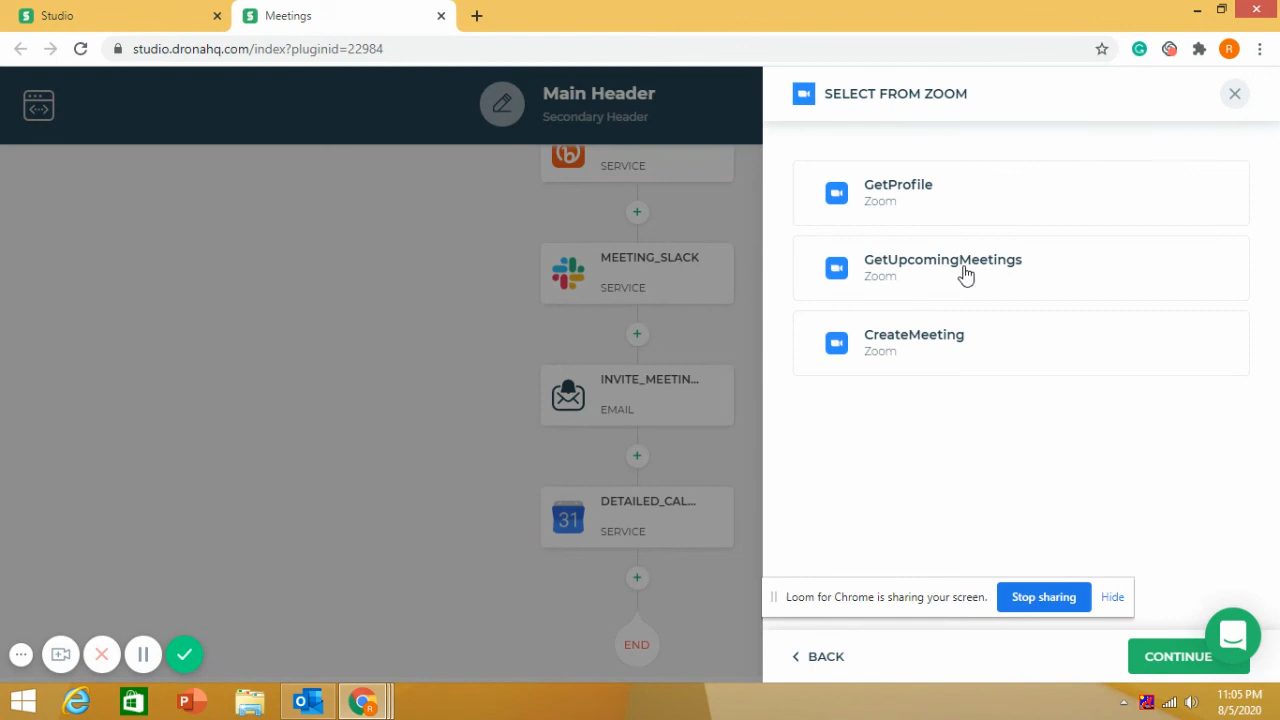 Studio
Meetings
studio.dronahq.com/index?pluginid=22984
R
Main Header
Secondary Header
SELECT FROM ZOOM
SERVICE
MEETING_SLACK
SERVICE
INVITE_MEETIN...
EMAIL
DETAILED_CAL...
31
SERVICE
END
GetProfile
Zoom
GetUpcomingMeetings
Zoom
CreateMeeting
Zoom
Loom for Chrome is sharing your screen.
Stop sharing
Hide
BACK
CONTINUE
11:05 PM
8/5/2020